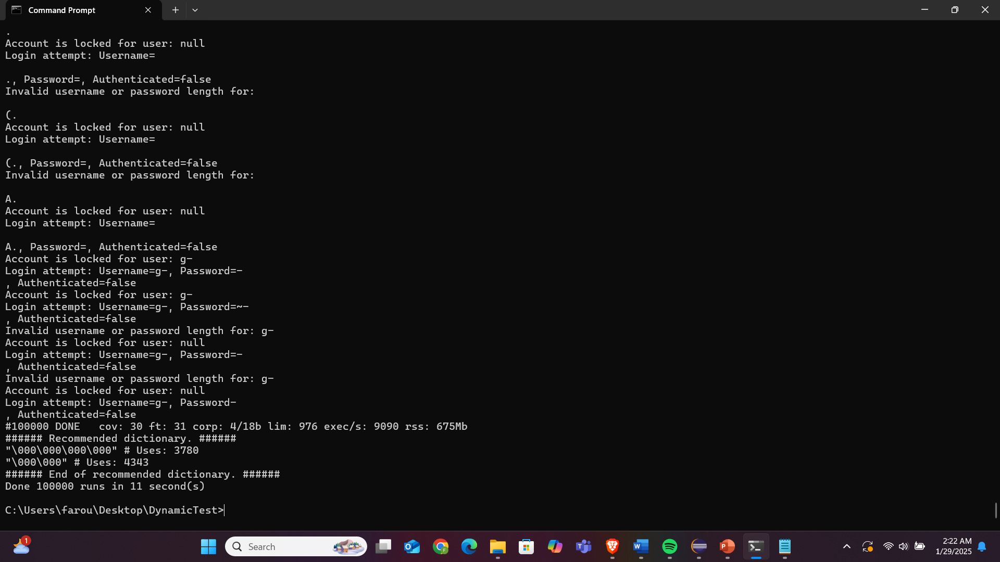 Command Prompt
.
Account is locked for user: null
Login attempt: Username=
., Password=, Authenticated=false
Invalid username or password length for:
(.
Account is locked for user: null
Login attempt: Username=
(., Password=, Authenticated=false
Invalid username or password length for:
A.
Account is locked for user: null
Login attempt: Username=
A., Password=, Authenticated=false
Account is locked for user: g-
Login attempt: Username=g-, Password=-
, Authenticated=false
Account is locked for user: g-
Login attempt: Username=g-, Password=~-
, Authenticated=false
Invalid username or password length for: g-
Account is locked for user: null
Login attempt: Username=g-, Password=-
, Authenticated=false
Invalid username or password length for: g-
Account is locked for user: null
Login attempt: Username=g-, Password-
, Authenticated=false
#100000 DONE   cov: 30 ft: 31 corp: 4/18b lim: 976 exec/s: 9090 rss: 675Mb
###### Recommended dictionary. ######
"\000\000\000\000" # Uses: 3780
"\000\000" # Uses: 4343
###### End of recommended dictionary. ######
Done 100000 runs in 11 second(s)
C:\Users\farou\Desktop\DynamicTest>
1
Search
2:22 AM
1/29/2025